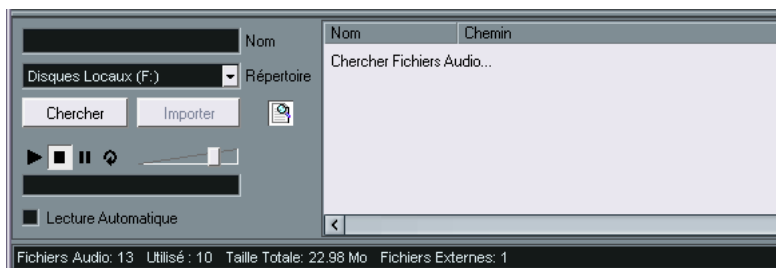 Nom
Disques Locaux (F:)
Répertoire
Chercher
Importer
Lecture Automatique
Nom
Chemin
Chercher Fichiers Audio...
Fichiers Audio: 13 Utilisé : 10 Taille Totale: 22.98 Mo Fichiers Externes: 1